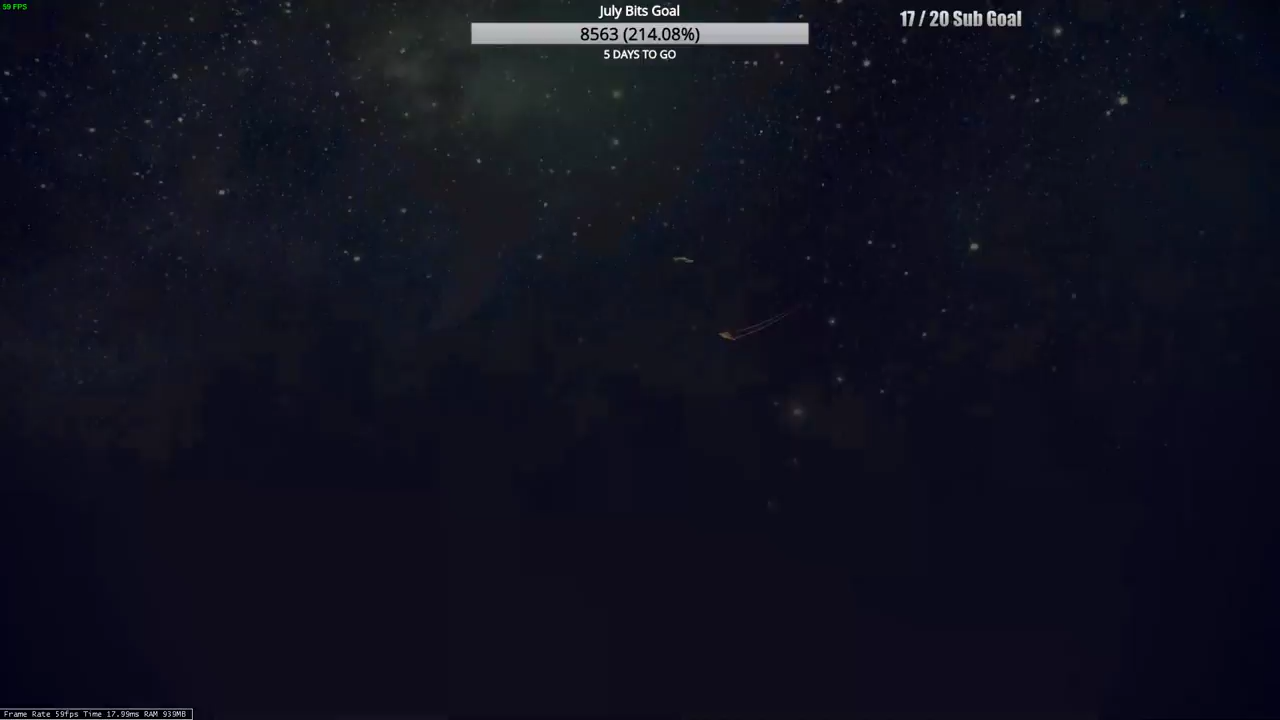 59 FPS
July Bits Goal
17 / 20 Sub Goal
8563 (214.08%)
5 DAYS TO GO
Frame Rate 59fps Time 17.99ms RAM 939MB